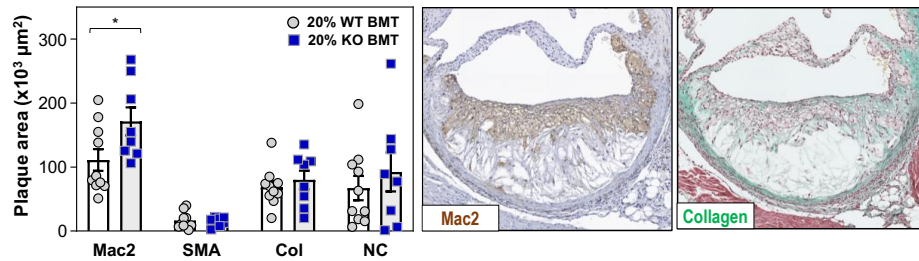 Plaque area (x10³ μm²)
300
200
100
0
*
20% WT BMT
20% KO BMT
Mac2 SMA Col NC
Mac2
Collagen